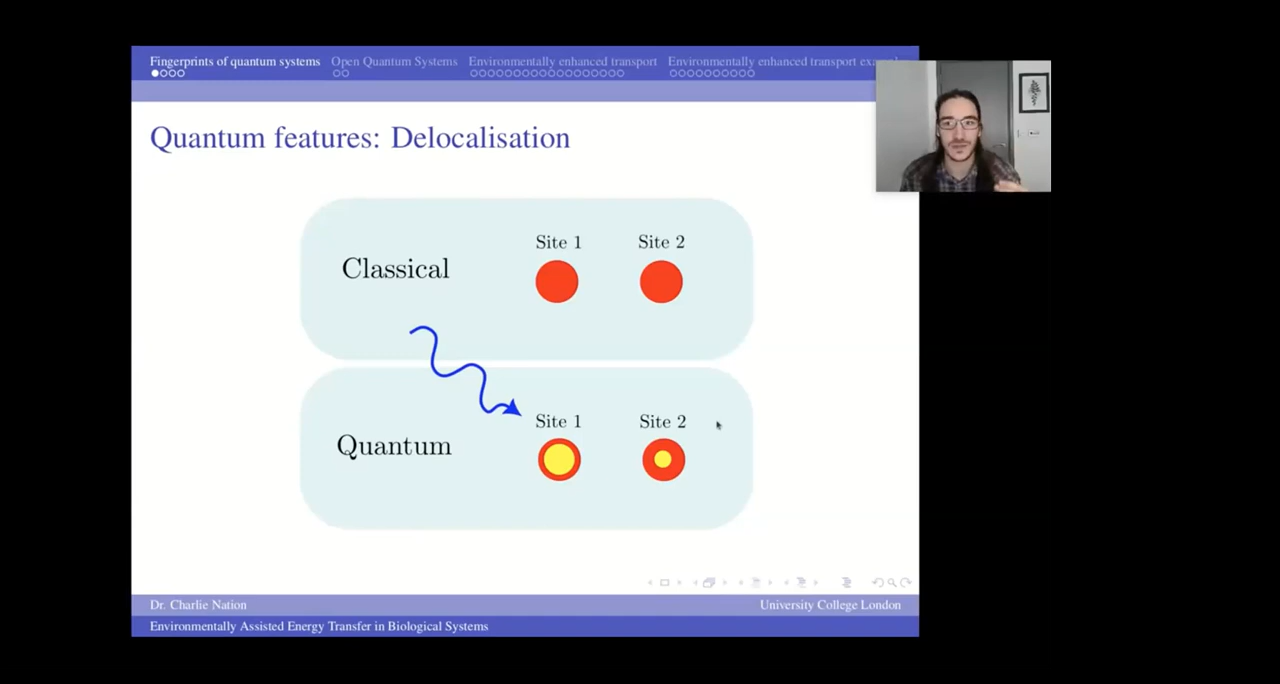 Fingerprints of quantum systems Open Quantum Systems Environmentally enhanced transport Environmentally enhanced transport
Quantum features: Delocalisation
Site 1 Site 2
Classical
Site 1 Site 2
Quantum
Dr. Charlie Nation University College London
Environmentally Assisted Energy Transfer in Biological Systems